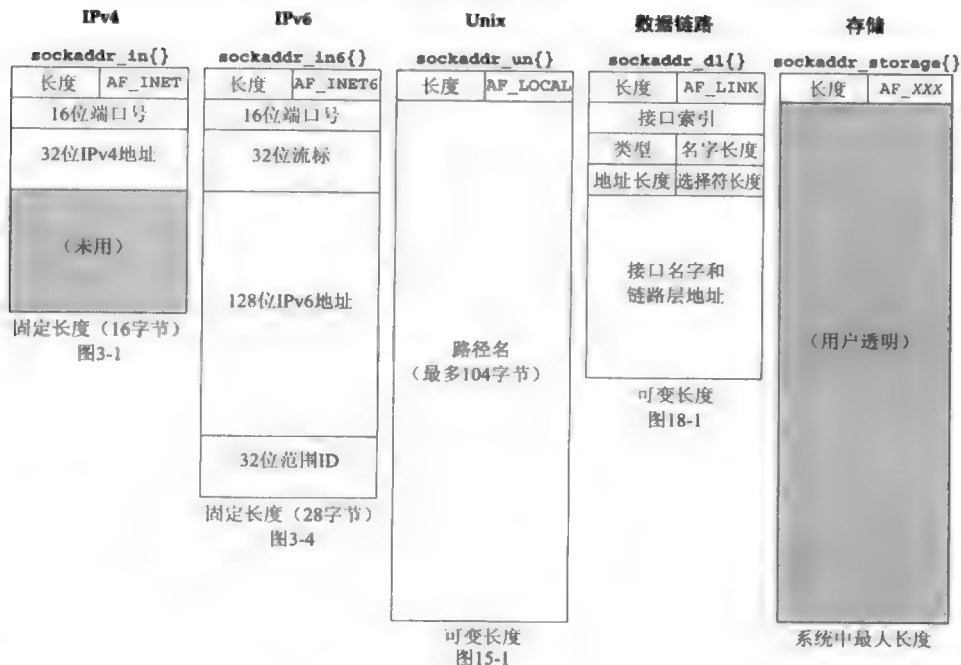 IPv4
sockaddr_in{}
长度 AF_INET
16位端口号
32位IPv4地址
（未用）
固定长度（16字节）
图3-1
IPv6
sockaddr_in6{}
长度 AF_INET6
16位端口号
32位流标
128位IPv6地址
32位范围ID
固定长度（28字节）
图3-4
Unix
sockaddr_un{}
长度 AF_LOCAL
路径名
（最多104字节）
可变长度
图15-1
数据链路
sockaddr_dl{}
长度 AF_LINK
接口索引
类型 名字长度
地址长度 选择符长度
接口名字和
链路层地址
可变长度
图18-1
存储
sockaddr_storage{}
长度 AF_XXX
（用户透明）
系统中最大长度